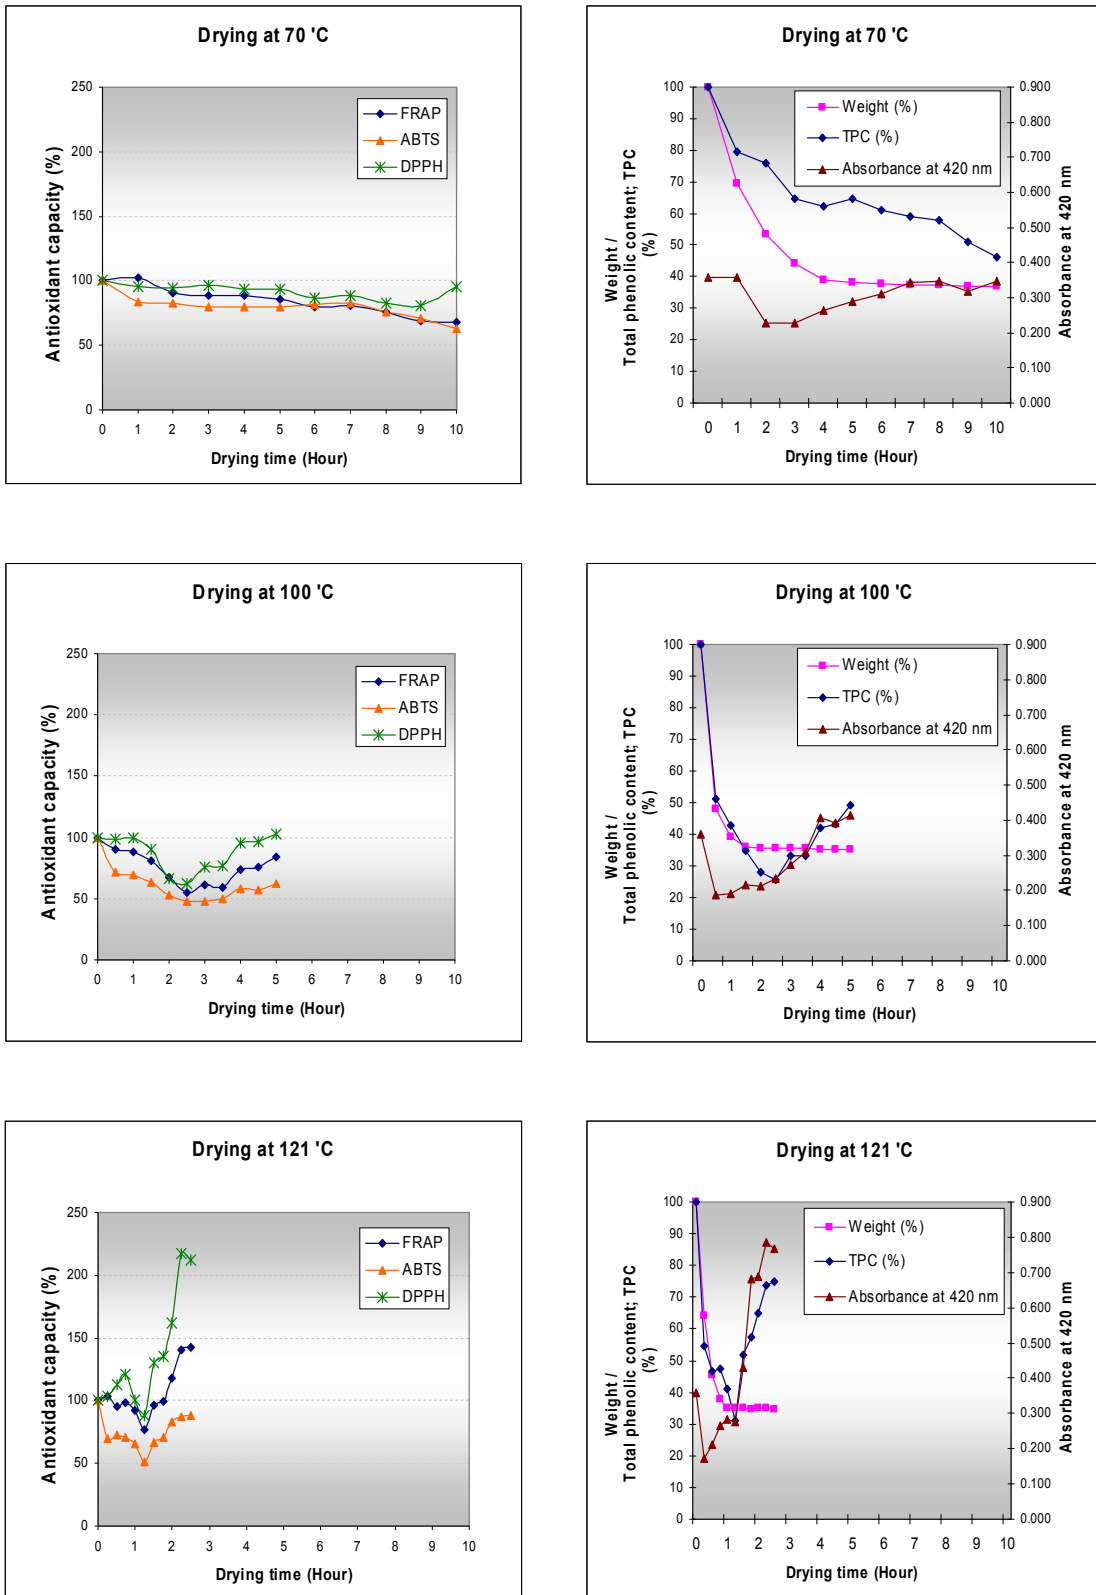 Drying at 70 'C
250
200
150
100
50
0
Antioxidant capacity (%)
FRAP
ABTS
DPPH
0 1 2 3 4 5 6 7 8 9 10
Drying time (Hour)
Drying at 70 'C
100
90
80
70
60
50
40
30
20
10
0
Weight /
Total phenolic content; TPC
(%)
Weight (%)
TPC (%)
Absorbance at 420 nm
0.900
0.800
0.700
0.600
0.500
0.400
0.300
0.200
0.100
0.000
Absorbance at 420 nm
0 1 2 3 4 5 6 7 8 9 10
Drying time (Hour)
Drying at 100 'C
250
200
150
100
50
0
Antioxidant capacity (%)
FRAP
ABTS
DPPH
0 1 2 3 4 5 6 7 8 9 10
Drying time (Hour)
Drying at 100 'C
100
90
80
70
60
50
40
30
20
10
0
Weight /
Total phenolic content; TPC
(%)
Weight (%)
TPC (%)
Absorbance at 420 nm
0.900
0.800
0.700
0.600
0.500
0.400
0.300
0.200
0.100
0.000
Absorbance at 420 nm
0 1 2 3 4 5 6 7 8 9 10
Drying time (Hour)
Drying at 121 'C
250
200
150
100
50
0
Antioxidant capacity (%)
FRAP
ABTS
DPPH
0 1 2 3 4 5 6 7 8 9 10
Drying time (Hour)
Drying at 121 'C
100
90
80
70
60
50
40
30
20
10
0
Weight /
Total phenolic content; TPC
(%)
Weight (%)
TPC (%)
Absorbance at 420 nm
0.900
0.800
0.700
0.600
0.500
0.400
0.300
0.200
0.100
0.000
Absorbance at 420 nm
0 1 2 3 4 5 6 7 8 9 10
Drying time (Hour)